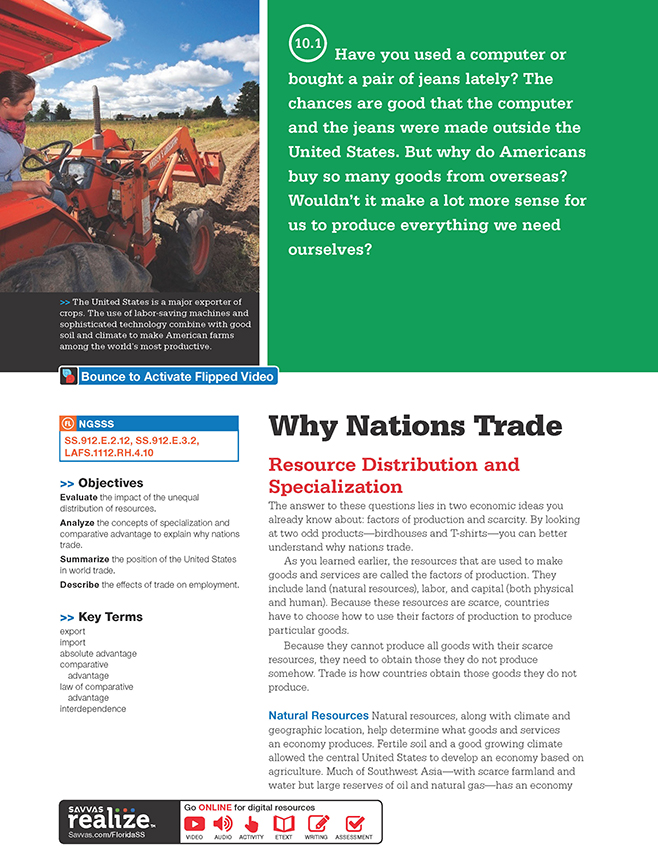 10.1 Have you used a computer or
bought a pair of jeans lately? The
chances are good that the computer
and the jeans were made outside the
United States. But why do Americans
buy so many goods from overseas?
Wouldn't it make a lot more sense for
us to produce everything we need
ourselves?
>> The United States is a major exporter of
crops. The use of labor-saving machines and
sophisticated technology combine with good
soil and climate to make American farms
among the world's most productive.
Bounce to Activate Flipped Video
FL NGSSS
SS.912.E.2.12, SS.912.E.3.2,
LAFS.1112.RH.4.10
>> Objectives
Evaluate the impact of the unequal
distribution of resources.
Analyze the concepts of specialization and
comparative advantage to explain why nations
trade.
Summarize the position of the United States
in world trade.
Describe the effects of trade on employment.
>> Key Terms
export
import
absolute advantage
comparative
advantage
law of comparative
advantage
interdependence
Why Nations Trade
Resource Distribution and
Specialization
The answer to these questions lies in two economic ideas you
already know about: factors of production and scarcity. By looking
at two odd products—birdhouses and T-shirts—you can better
understand why nations trade.
As you learned earlier, the resources that are used to make
goods and services are called the factors of production. They
include land (natural resources), labor, and capital (both physical
and human). Because these resources are scarce, countries
have to choose how to use their factors of production to produce
particular goods.
Because they cannot produce all goods with their scarce
resources, they need to obtain those they do not produce
somehow. Trade is how countries obtain those goods they do not
produce.
Natural Resources Natural resources, along with climate and
geographic location, help determine what goods and services
an economy produces. Fertile soil and a good growing climate
allowed the central United States to develop an economy based on
agriculture. Much of Southwest Asia—with scarce farmland and
water but large reserves of oil and natural gas—has an economy
SAVVAS
realize™
Savvas.com/FloridaSS
Go ONLINE for digital resources
VIDEO AUDIO ACTIVITY ETEXT WRITING ASSESSMENT